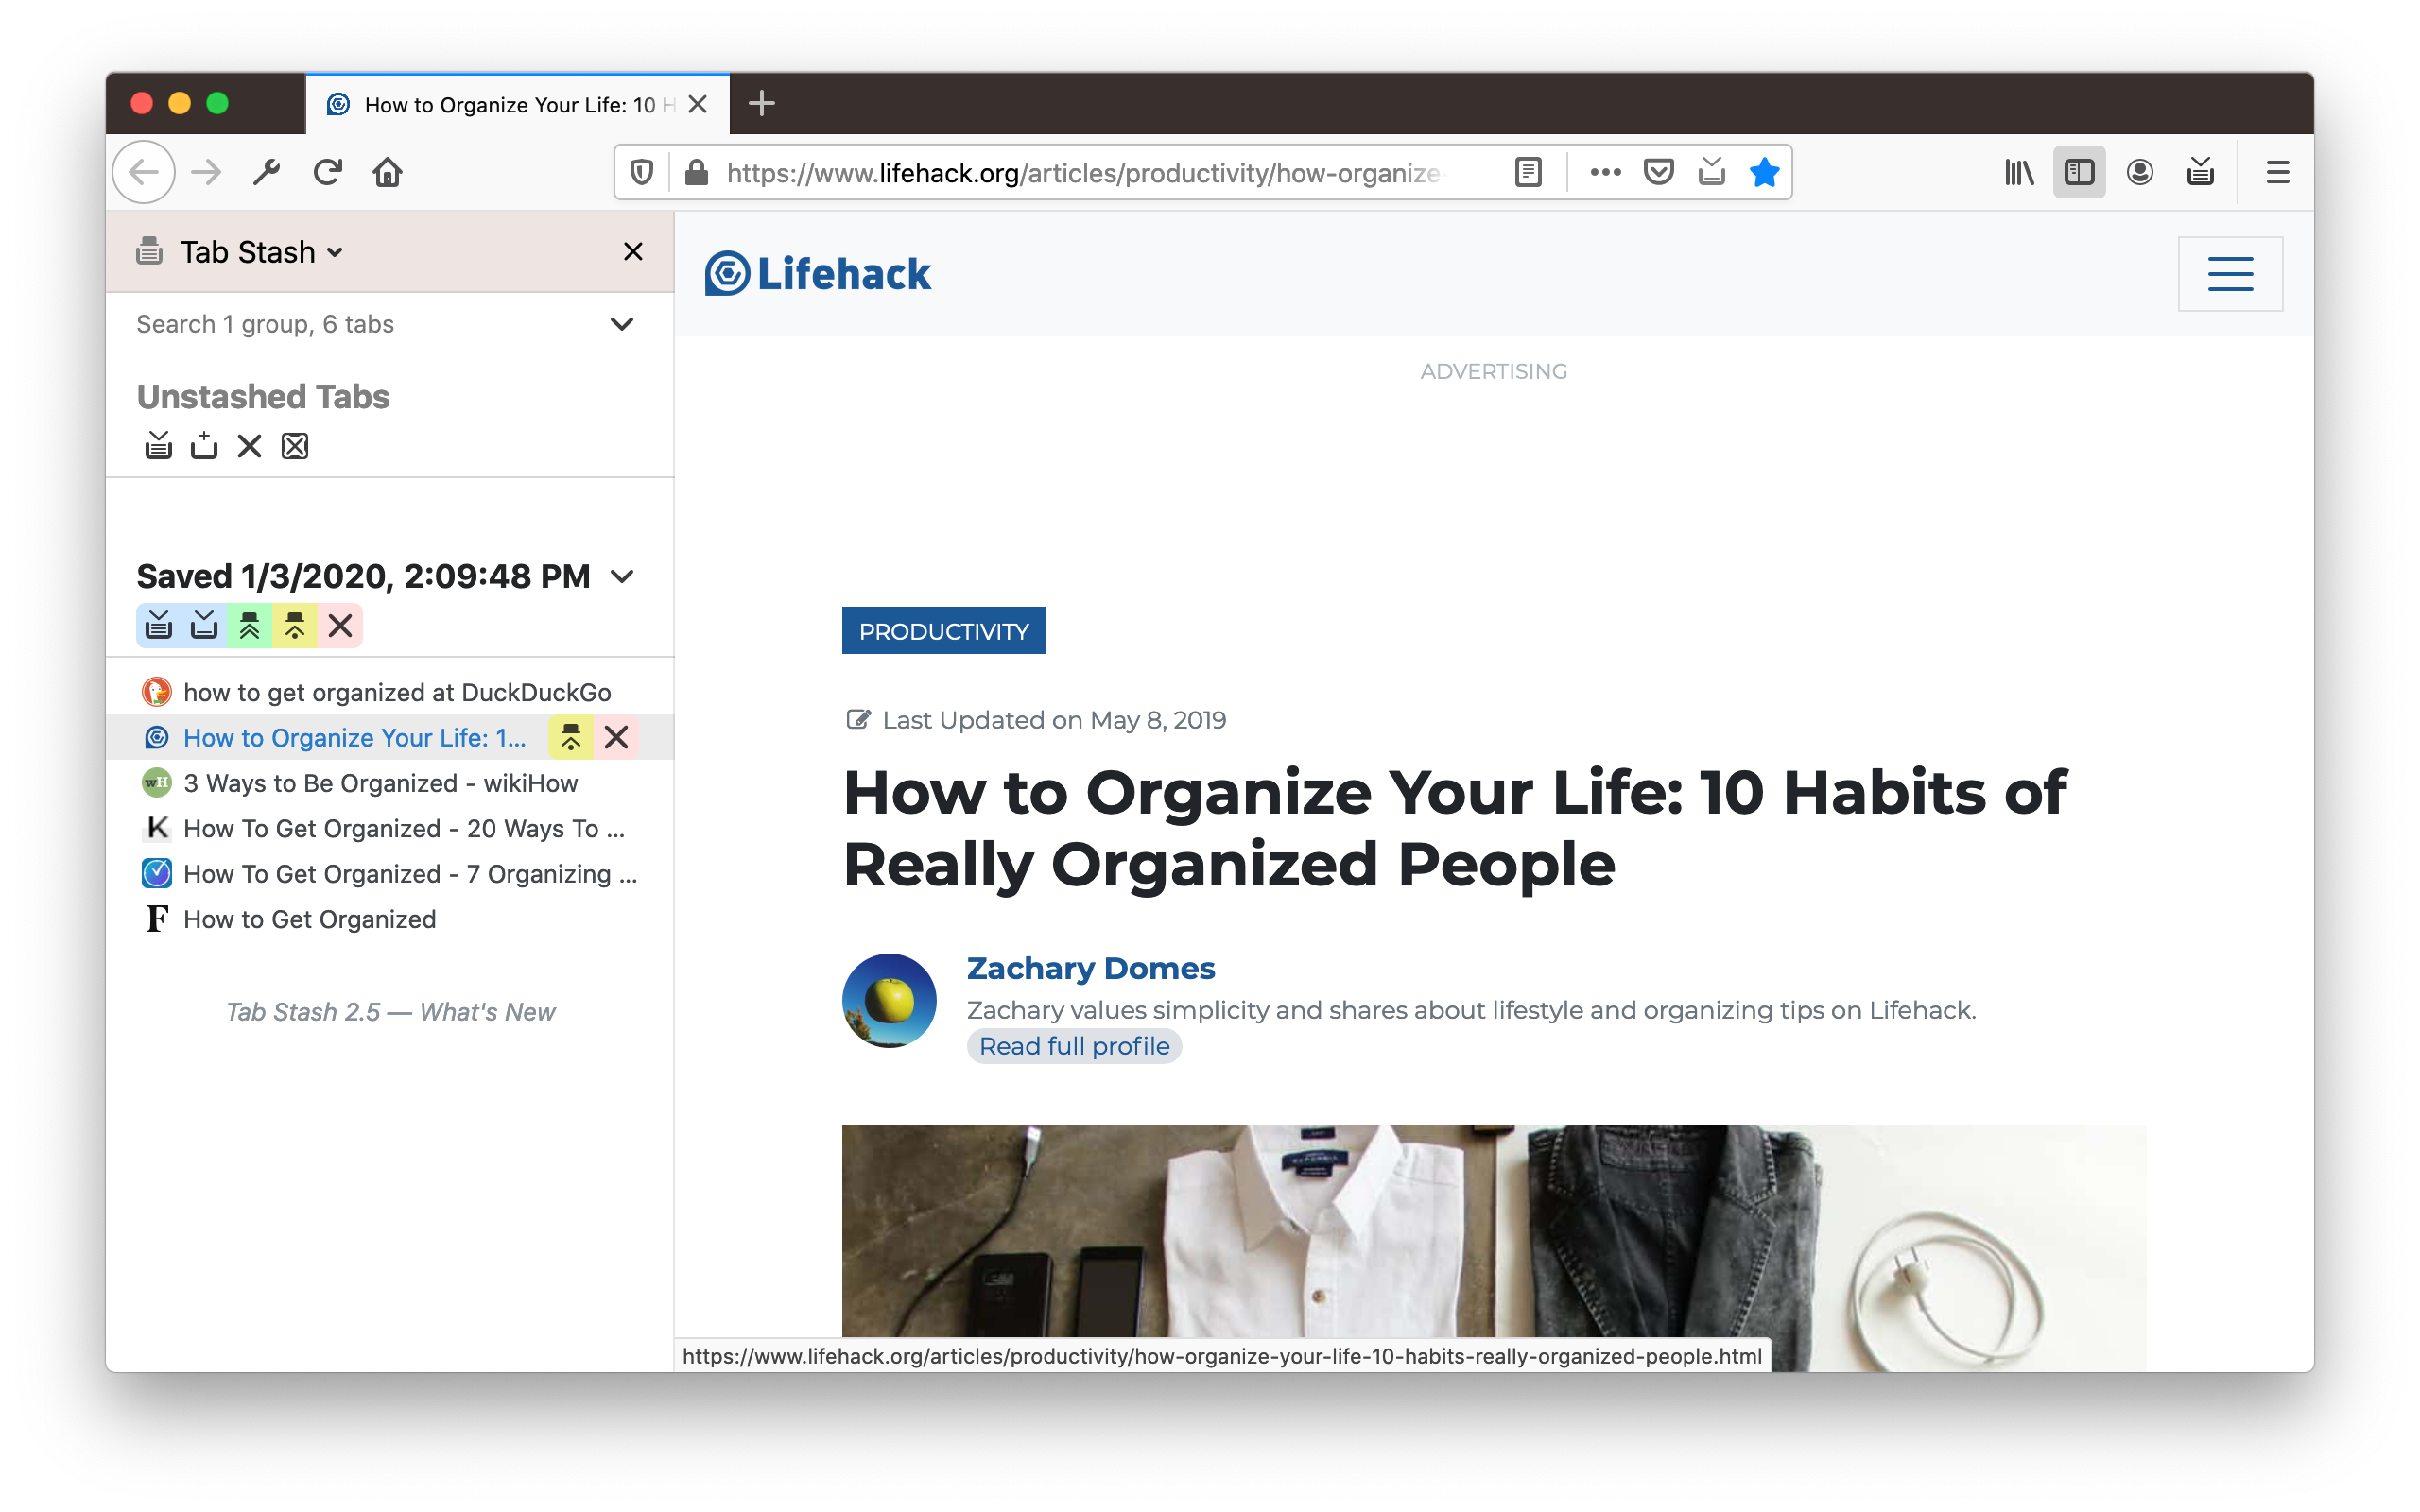 How to Organize Your Life: 10 H
https://www.lifehack.org/articles/productivity/how-organize-
Tab Stash
Search 1 group, 6 tabs
Unstashed Tabs
Saved 1/3/2020, 2:09:48 PM
how to get organized at DuckDuckGo
How to Organize Your Life: 1...
wH 3 Ways to Be Organized - wikiHow
K How To Get Organized - 20 Ways To ...
How To Get Organized - 7 Organizing ...
F How to Get Organized
Tab Stash 2.5 — What's New
Lifehack
ADVERTISING
PRODUCTIVITY
Last Updated on May 8, 2019
How to Organize Your Life: 10 Habits of
Really Organized People
Zachary Domes
Zachary values simplicity and shares about lifestyle and organizing tips on Lifehack.
Read full profile
https://www.lifehack.org/articles/productivity/how-organize-your-life-10-habits-really-organized-people.html